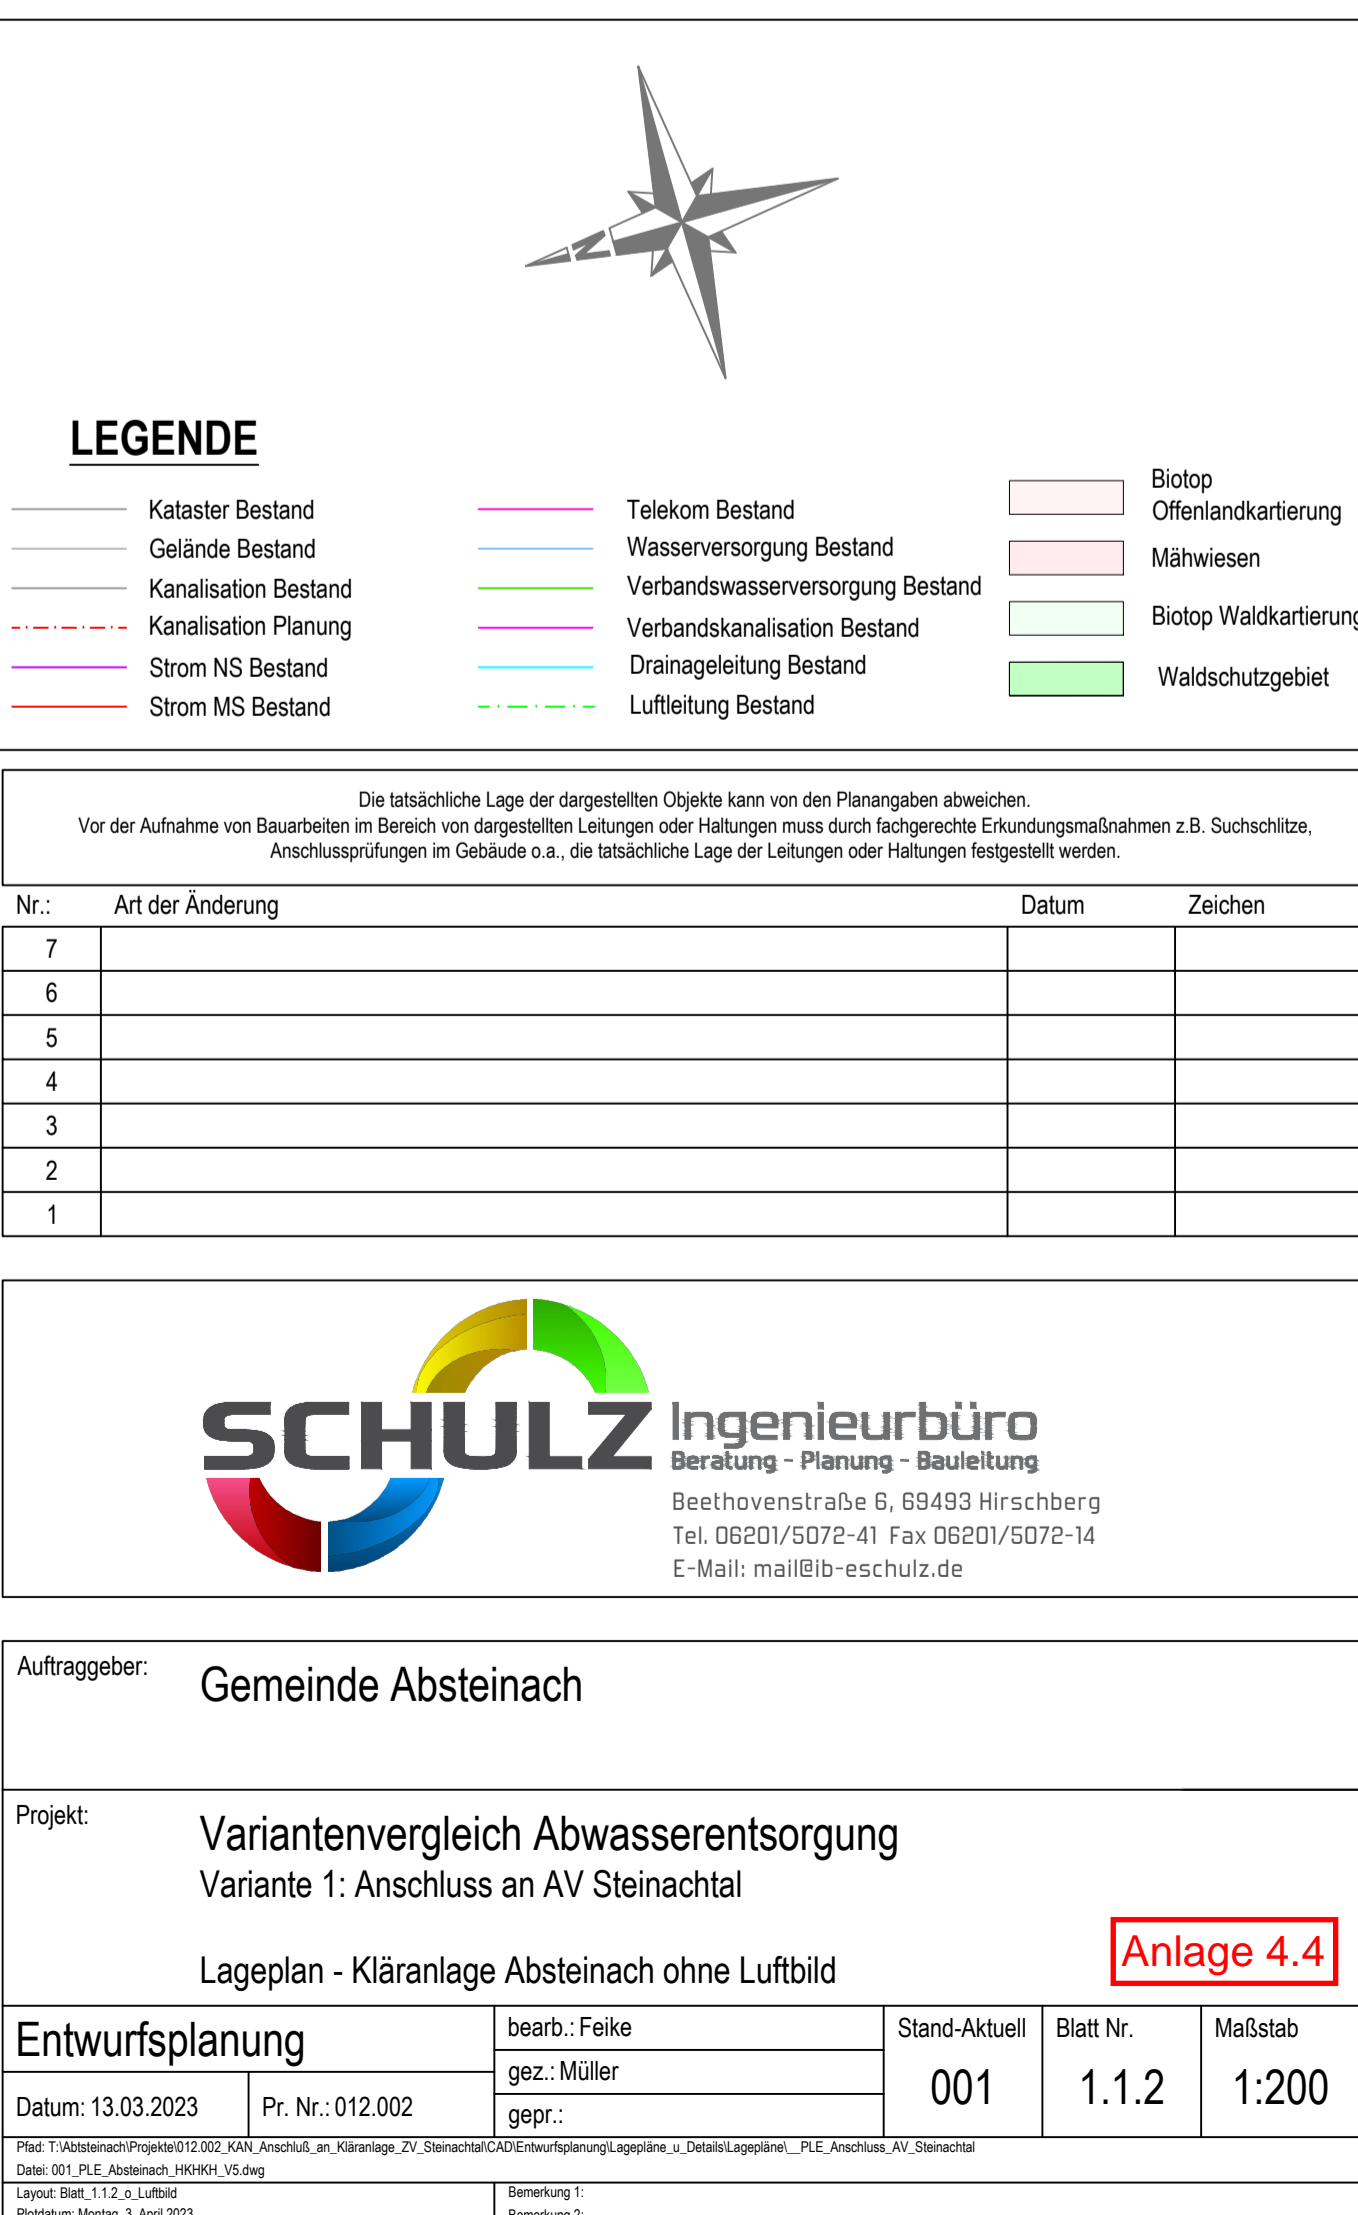 N
LEGENDE
Kataster Bestand
Gelände Bestand
Kanalisation Bestand
Kanalisation Planung
Strom NS Bestand
Strom MS Bestand
Telekom Bestand
Wasserversorgung Bestand
Verbandswasserversorgung Bestand
Verbandskanalisation Bestand
Drainageleitung Bestand
Luftleitung Bestand
Biotop
Offenlandkartierung
Mähwiesen
Biotop Waldkartierung
Waldschutzgebiet
Die tatsächliche Lage der dargestellten Objekte kann von den Planangaben abweichen.
Vor der Aufnahme von Bauarbeiten im Bereich von dargestellten Leitungen oder Haltungen muss durch fachgerechte Erkundungsmaßnahmen z.B. Suchschlitze,
Anschlussprüfungen im Gebäude o.a., die tatsächliche Lage der Leitungen oder Haltungen festgestellt werden.
Nr.: Art der Änderung Datum Zeichen
7
6
5
4
3
2
1
SCHULZ Ingenieurbüro
Beratung - Planung - Bauleitung
Beethovenstraße 6, 69493 Hirschberg
Tel. 06201/5072-41 Fax 06201/5072-14
E-Mail: mail@ib-eschulz.de
Auftraggeber: Gemeinde Absteinach
Projekt: Variantenvergleich Abwasserentsorgung
Variante 1: Anschluss an AV Steinachtal
Anlage 4.4
Lageplan - Kläranlage Absteinach ohne Luftbild
Entwurfsplanung
Datum: 13.03.2023 Pr. Nr.: 012.002
bearb.: Feike
gez.: Müller
gepr.:
Stand-Aktuell
001
Blatt Nr.
1.1.2
Maßstab
1:200
Pfad: T:\Abtsteinach\Projekte\012.002_KAN_Anschluß_an_Kläranlage_ZV_Steinachtal\CAD\Entwurfsplanung\Lagepläne_u_Details\Lagepläne\__PLE_Anschluss_AV_Steinachtal
Datei: 001_PLE_Absteinach_HKHKH_V5.dwg
Layout: Blatt_1.1.2_o_Luftbild
Plotdatum: Montag, 3. April 2023
Bemerkung 1:
Bemerkung 2: